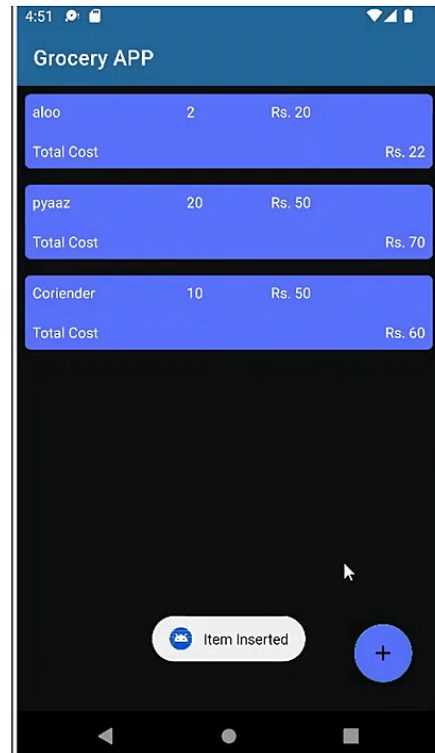 4:51
Grocery APP
aloo 2 Rs. 20
Total Cost Rs. 22
pyaaz 20 Rs. 50
Total Cost Rs. 70
Coriender 10 Rs. 50
Total Cost Rs. 60
Item Inserted
+